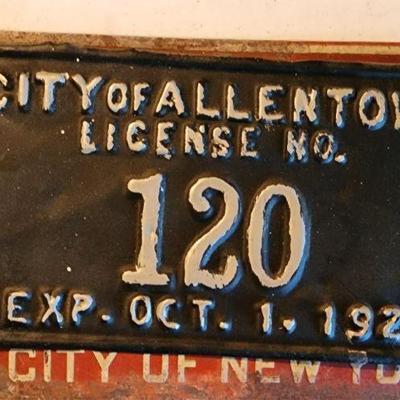 CITY OF ALLENTOW
LICENSE NO.
120
EXP. OCT. 1. 192
CITY OF NEW YO